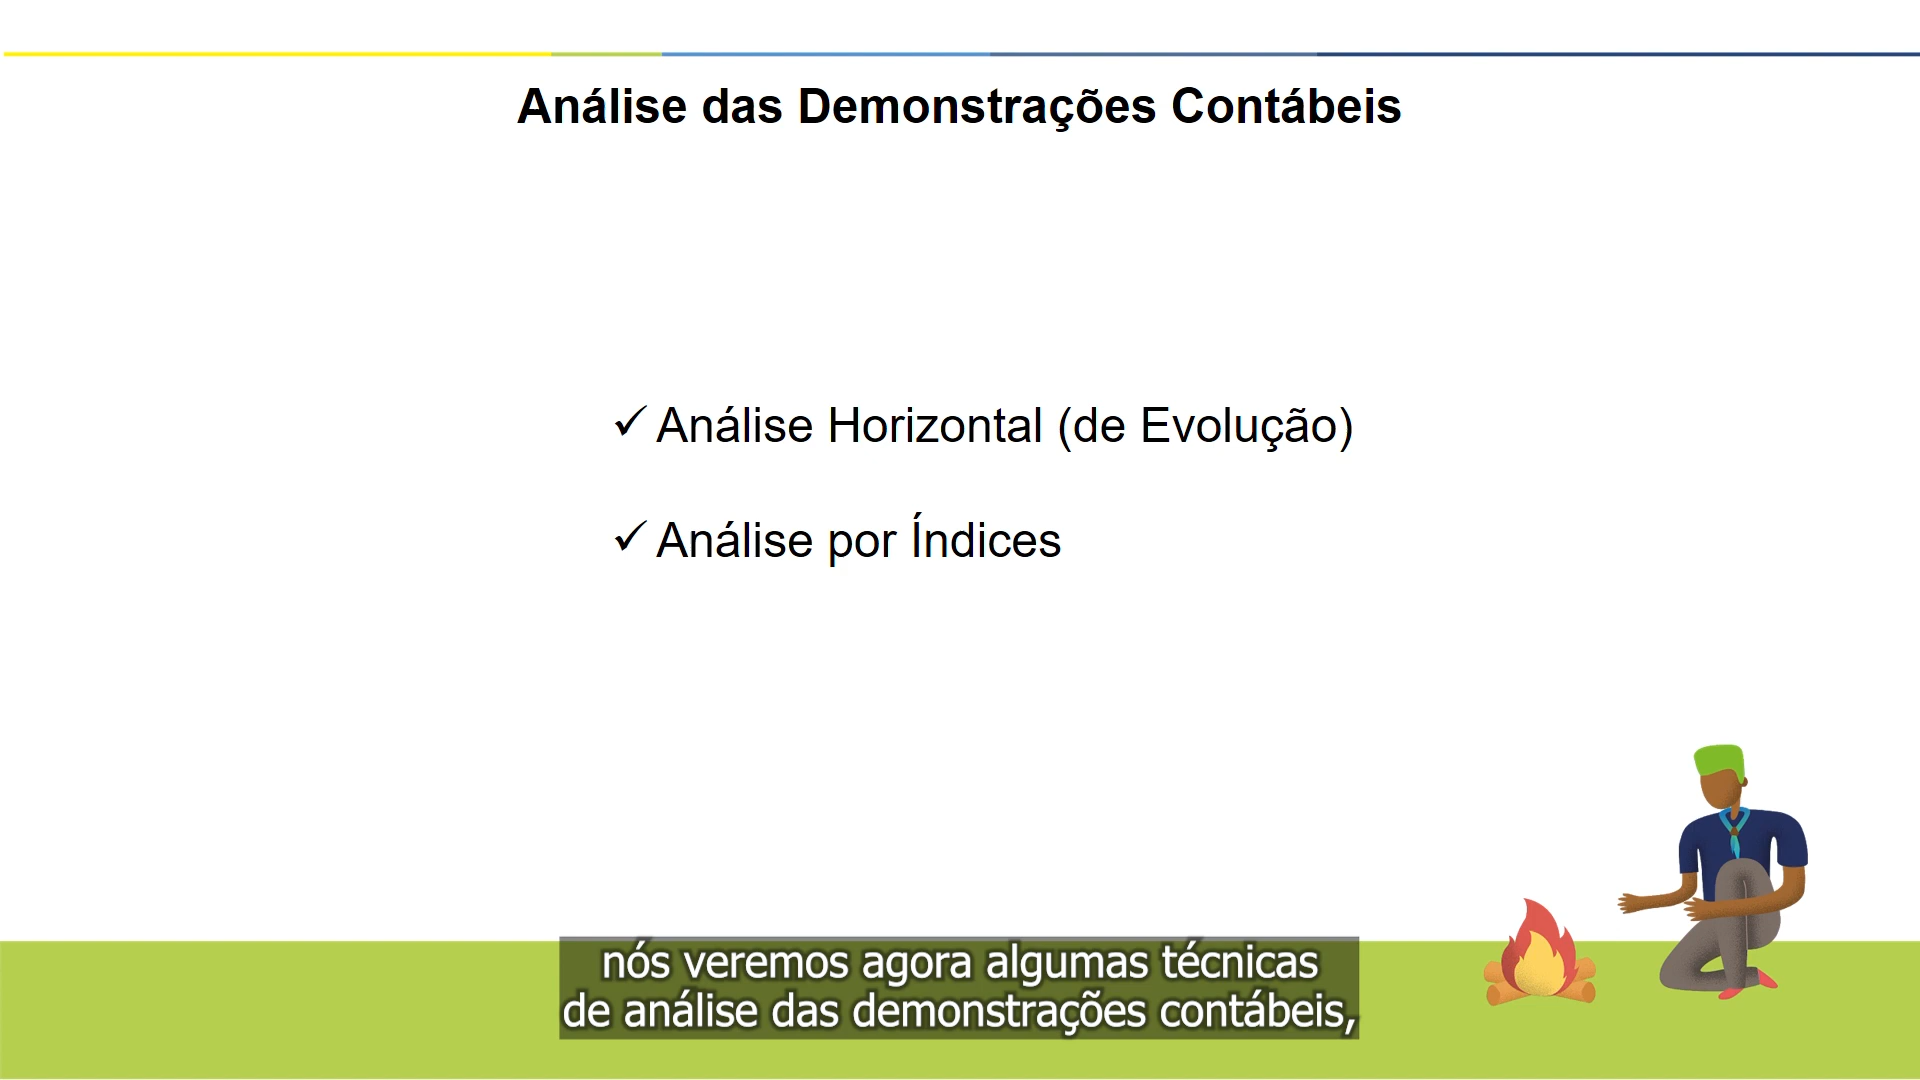 Análise das Demonstrações Contábeis
✓ Análise Horizontal (de Evolução)
✓ Análise por Índices
nós veremos agora algumas técnicas
de análise das demonstrações contábeis,